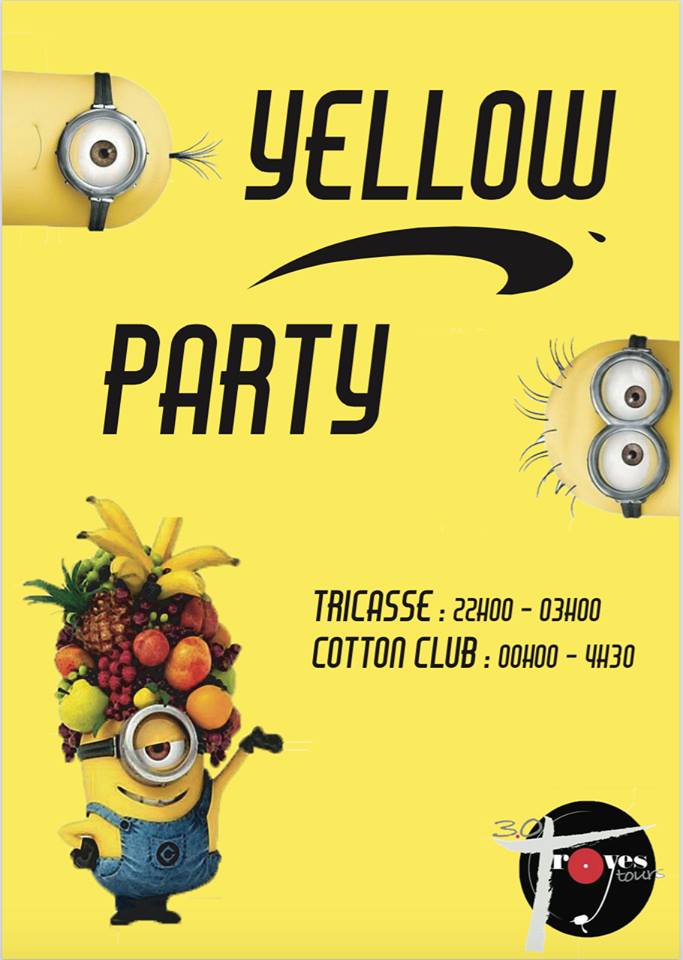 YELLOW
PARTY
TRICASSE : 22H00 - 03H00
COTTON CLUB : 00H00 - 4H30
3.0
Troyes
tours